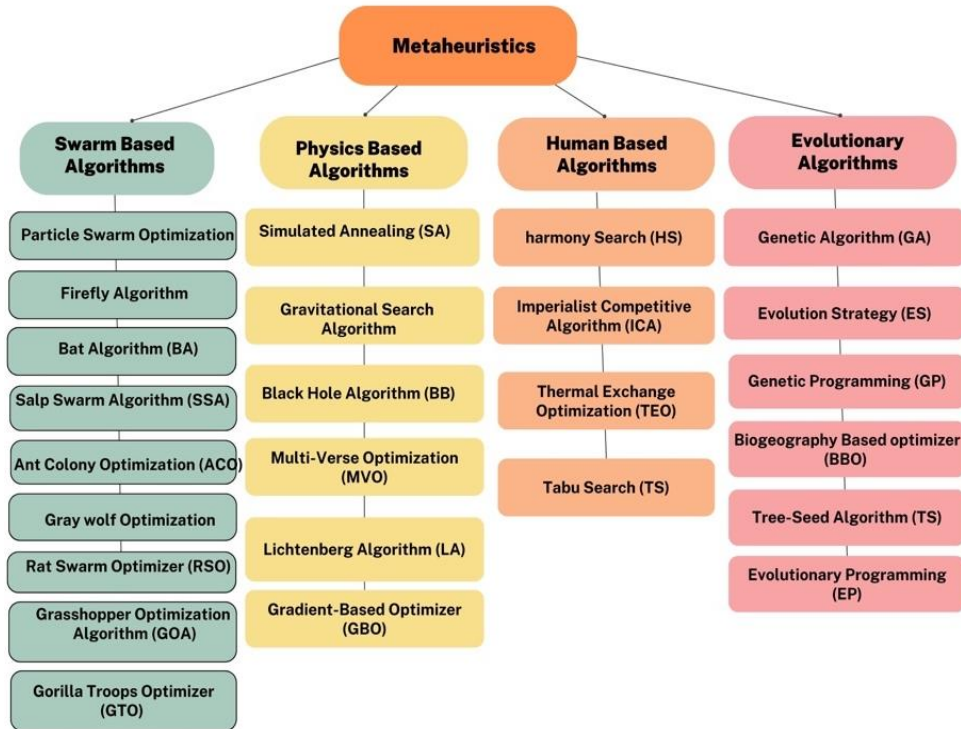 Metaheuristics
Swarm Based
Algorithms
Particle Swarm Optimization
Firefly Algorithm
Bat Algorithm (BA)
Salp Swarm Algorithm (SSA)
Ant Colony Optimization (ACO)
Gray wolf Optimization
Rat Swarm Optimizer (RSO)
Grasshopper Optimization
Algorithm (GOA)
Gorilla Troops Optimizer
(GTO)
Physics Based
Algorithms
Simulated Annealing (SA)
Gravitational Search
Algorithm
Black Hole Algorithm (BB)
Multi-Verse Optimization
(MVO)
Lichtenberg Algorithm (LA)
Gradient-Based Optimizer
(GBO)
Human Based
Algorithms
harmony Search (HS)
Imperialist Competitive
Algorithm (ICA)
Thermal Exchange
Optimization (TEO)
Tabu Search (TS)
Evolutionary
Algorithms
Genetic Algorithm (GA)
Evolution Strategy (ES)
Genetic Programming (GP)
Biogeography Based optimizer
(BBO)
Tree-Seed Algorithm (TS)
Evolutionary Programming
(EP)